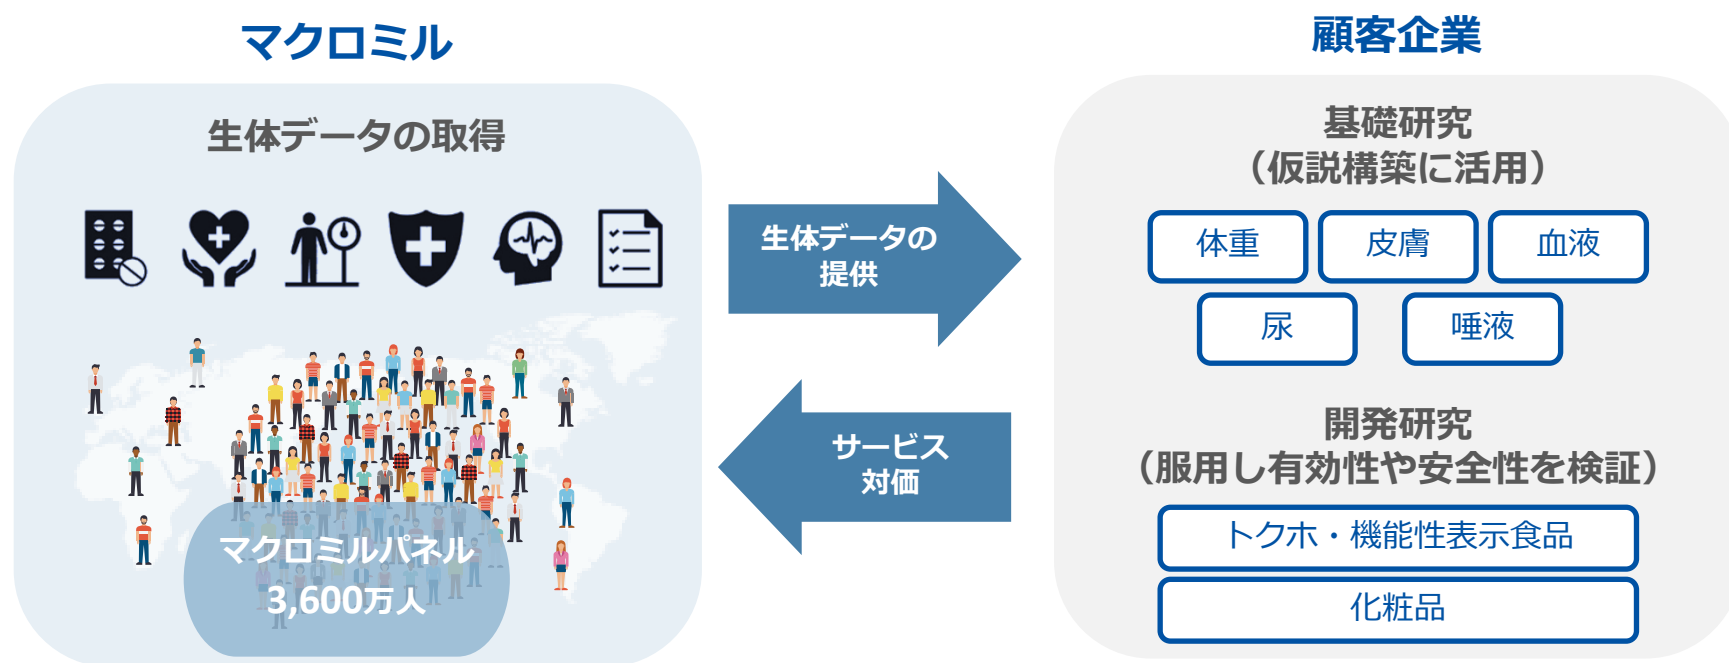 マクロミル
生体データの取得
マクロミルパネル
3,600万人
生体データの
提供
サービス
対価
顧客企業
基礎研究
（仮説構築に活用）
体重
皮膚
血液
尿
唾液
開発研究
（服用し有効性や安全性を検証）
トクホ・機能性表示食品
化粧品